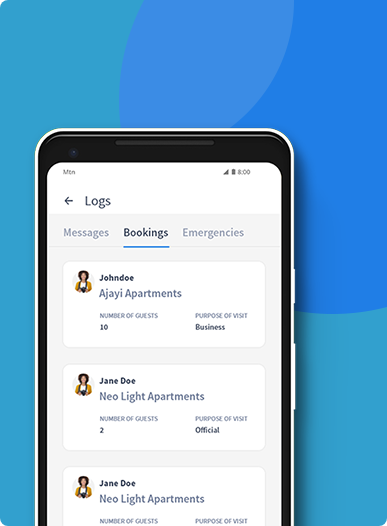 Mtn 8:00
Logs
Messages Bookings Emergencies
Johndoe
Ajayi Apartments
NUMBER OF GUESTS PURPOSE OF VISIT
10 Business
Jane Doe
Neo Light Apartments
NUMBER OF GUESTS PURPOSE OF VISIT
2 Official
Jane Doe
Neo Light Apartments
NUMBER OF GUESTS PURPOSE OF VISIT